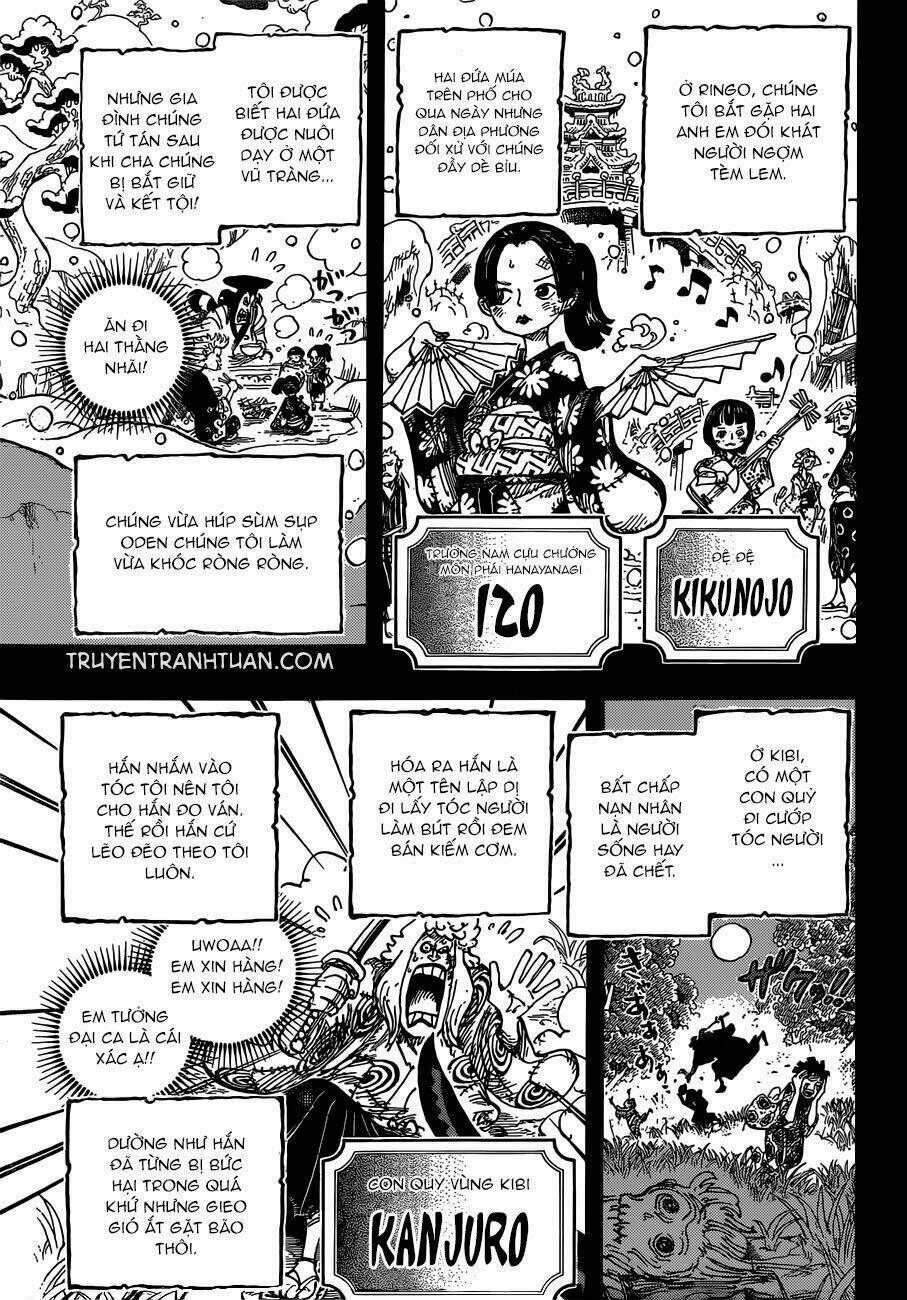 Ở RINGO, CHÚNG
TÔI BẮT GẶP HAI
ANH EM ĐÓI KHÁT
NGƯỜI NGỢM
TÈM LEM.
HAI ĐỨA MÚA
TRÊN PHỐ CHO
QUA NGÀY NHƯNG
DÂN ĐỊA PHƯƠNG
ĐỐI XỬ VỚI CHÚNG
ĐẦY DÈ BỈU.
ĐỆ ĐỆ
KIKUNOJO
TRƯỞNG NAM CỰU CHƯỞNG
MÔN PHÁI HANAYANAGI
IZO
TÔI ĐƯỢC
BIẾT HAI ĐỨA
ĐƯỢC NUÔI
DẠY Ở MỘT
VŨ TRÀNG...
NHƯNG GIA
ĐÌNH CHÚNG
TỨ TÁN SAU
KHI CHA CHÚNG
BỊ BẮT GIỮ
VÀ KẾT TỘI!
がつ
がつ
ĂN ĐI
HAI THẰNG
NHÃI!
CHÚNG VỪA HÚP SÙM SỤP
ODEN CHÚNG TÔI LÀM
VỪA KHÓC RÒNG RÒNG.
TRUYENTRANHTUAN.COM
Ở KIBI,
CÓ MỘT
CON QUỲ
ĐI CƯỚP
TÓC NGƯỜI
...
BẤT CHẤP
NẠN NHÂN
LÀ NGƯỜI
SỐNG HAY
ĐÃ CHẾT.
HÓA RA HẮN LÀ
MỘT TÊN LẬP DỊ
ĐI LẤY TÓC NGƯỜI
LÀM BÚT RỒI ĐEM
BÁN KIẾM CƠM.
HẮN NHẮM VÀO
TÓC TÔI NÊN TÔI
CHO HẮN ĐO VÁN.
THẾ RỒI HẮN CỨ
LẼO ĐẼO THEO TÔI
LUÔN.
UWOAA!!
EM XIN HÀNG!
EM XIN HÀNG!
EM TƯỞNG
ĐẠI CA LÀ CÁI
XÁC Ạ!!
DƯỜNG NHƯ HẮN
ĐÃ TỪNG BỊ BỨC
HẠI TRONG QUÁ
KHỨ NHƯNG GIEO
GIÓ ẮT GẶT BÃO
THÔI.
CON QUỶ VÙNG KIBI
KANJURO